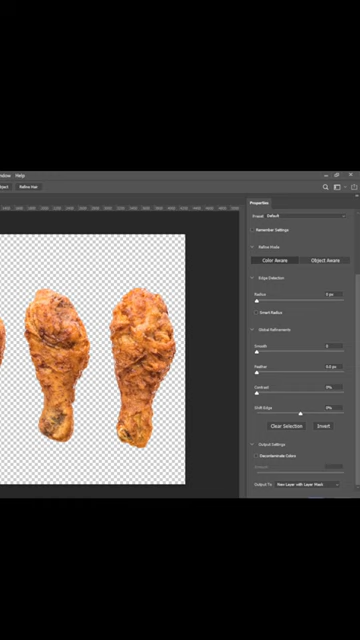 Window Help
Object Refine Hair
Properties
Preset: Default
Remember Settings
Refine Mode
Color Aware Object Aware
Edge Detection
Radius 0 px
Smart Radius
Global Refinements
Smooth 0
Feather 0.0 px
Contrast 0%
Shift Edge 0%
Clear Selection Invert
Output Settings
Decontaminate Colors
Amount
Output To: New Layer with Layer Mask